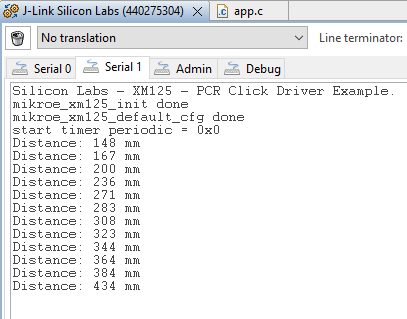 J-Link Silicon Labs (440275304)
app.c
No translation
Line terminator:
Serial 0
Serial 1
Admin
Debug
Silicon Labs - XM125 - PCR Click Driver Example.
mikroe_xm125_init done
mikroe_xm125_default_cfg done
start timer periodic = 0x0
Distance: 148 mm
Distance: 167 mm
Distance: 200 mm
Distance: 236 mm
Distance: 271 mm
Distance: 283 mm
Distance: 308 mm
Distance: 323 mm
Distance: 344 mm
Distance: 364 mm
Distance: 384 mm
Distance: 434 mm